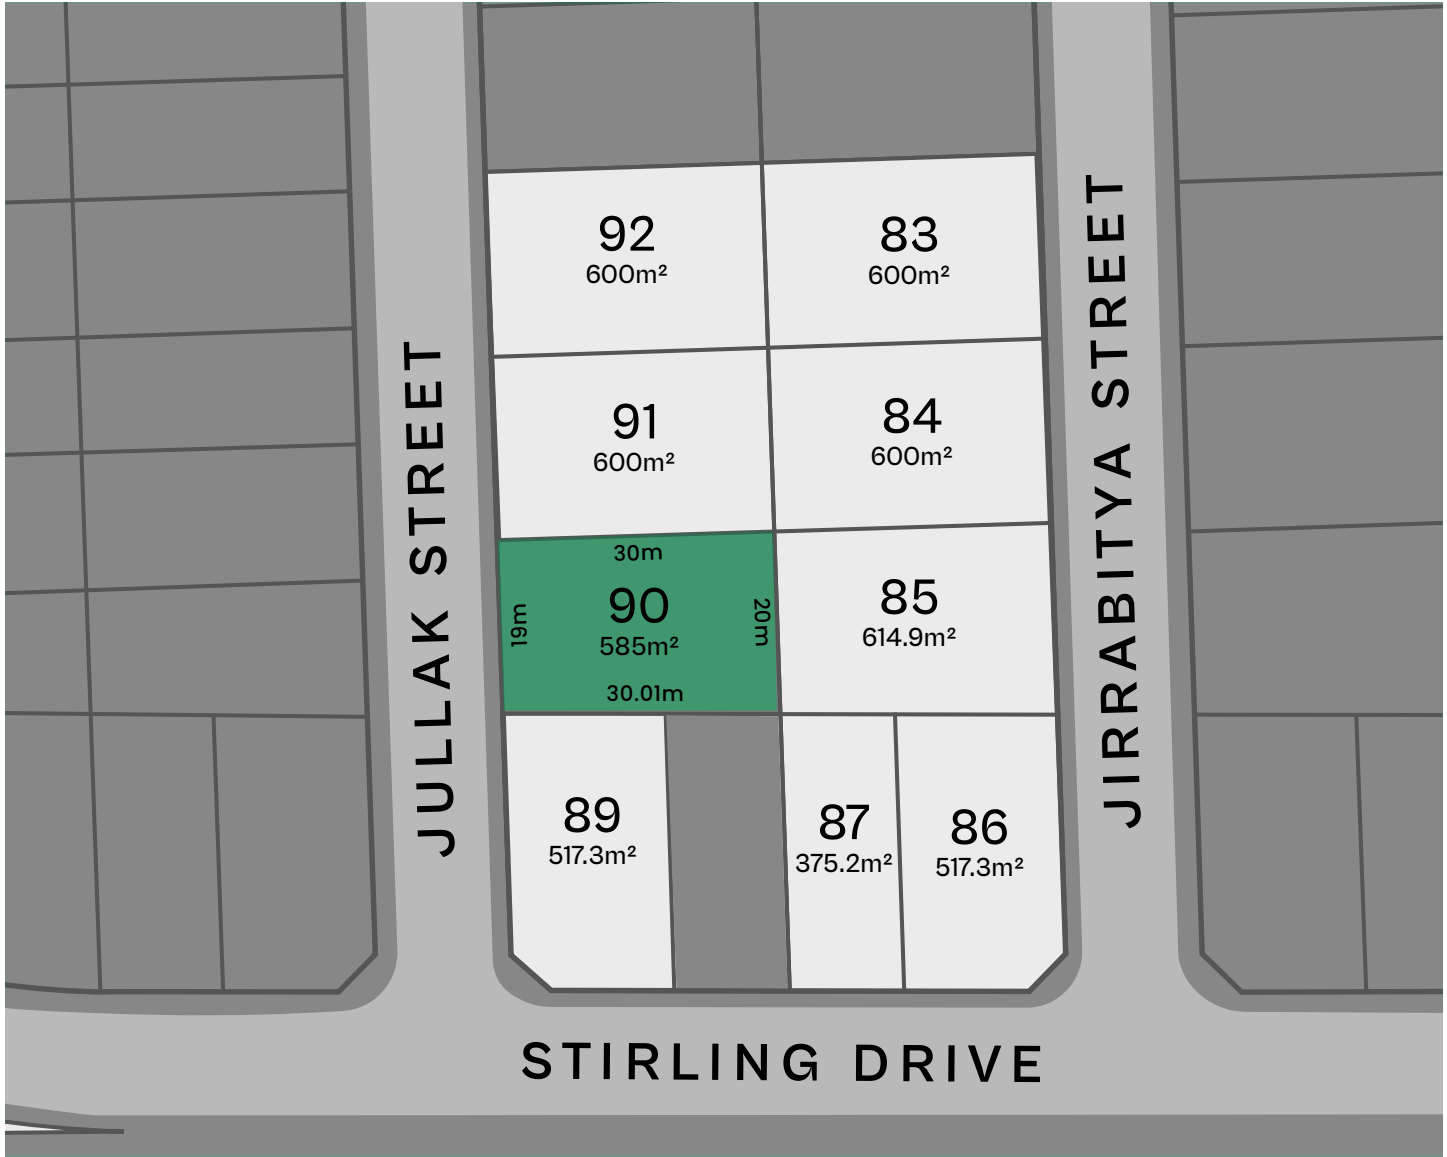 92
600m²
83
600m²
91
600m²
84
600m²
30m
19m
90
585m²
20m
30.01m
85
614.9m²
89
517.3m²
87
375.2m²
86
517.3m²
JULLAK STREET
JIRRABITYA STREET
STIRLING DRIVE